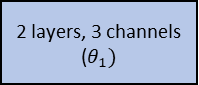 2 layers, 3 channels
(𝜃₁)